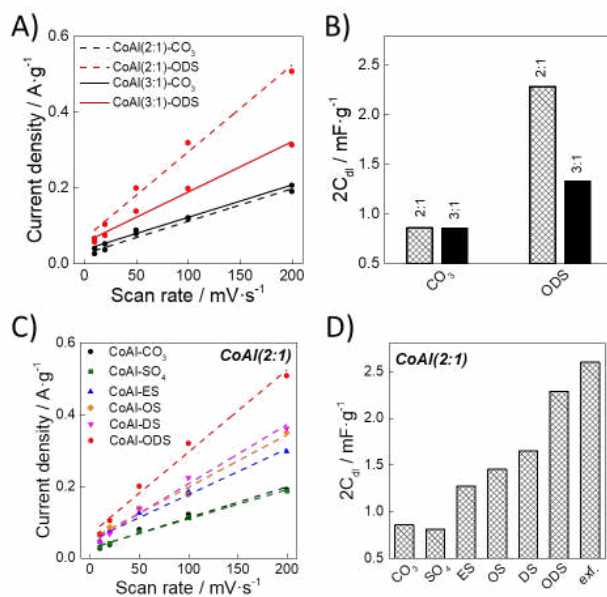 A)
CoAl(2:1)-CO₃
CoAl(2:1)-ODS
CoAl(3:1)-CO₃
CoAl(3:1)-ODS
Current density / A·g⁻¹
0.6
0.4
0.2
0.0
0 50 100 150 200
Scan rate / mV·s⁻¹
B)
2C_dl / mF·g⁻¹
2.5
2.0
1.5
1.0
0.5
2:1
3:1
2:1
3:1
CO₃
ODS
C)
CoAl(2:1)
CoAl-CO₃
CoAl-SO₄
CoAl-ES
CoAl-OS
CoAl-DS
CoAl-ODS
Current density / A·g⁻¹
0.6
0.4
0.2
0.0
0 50 100 150 200
Scan rate / mV·s⁻¹
D)
CoAl(2:1)
2C_dl / mF·g⁻¹
2.5
2.0
1.5
1.0
0.5
CO₃
SO₄
ES
OS
DS
ODS
exf.